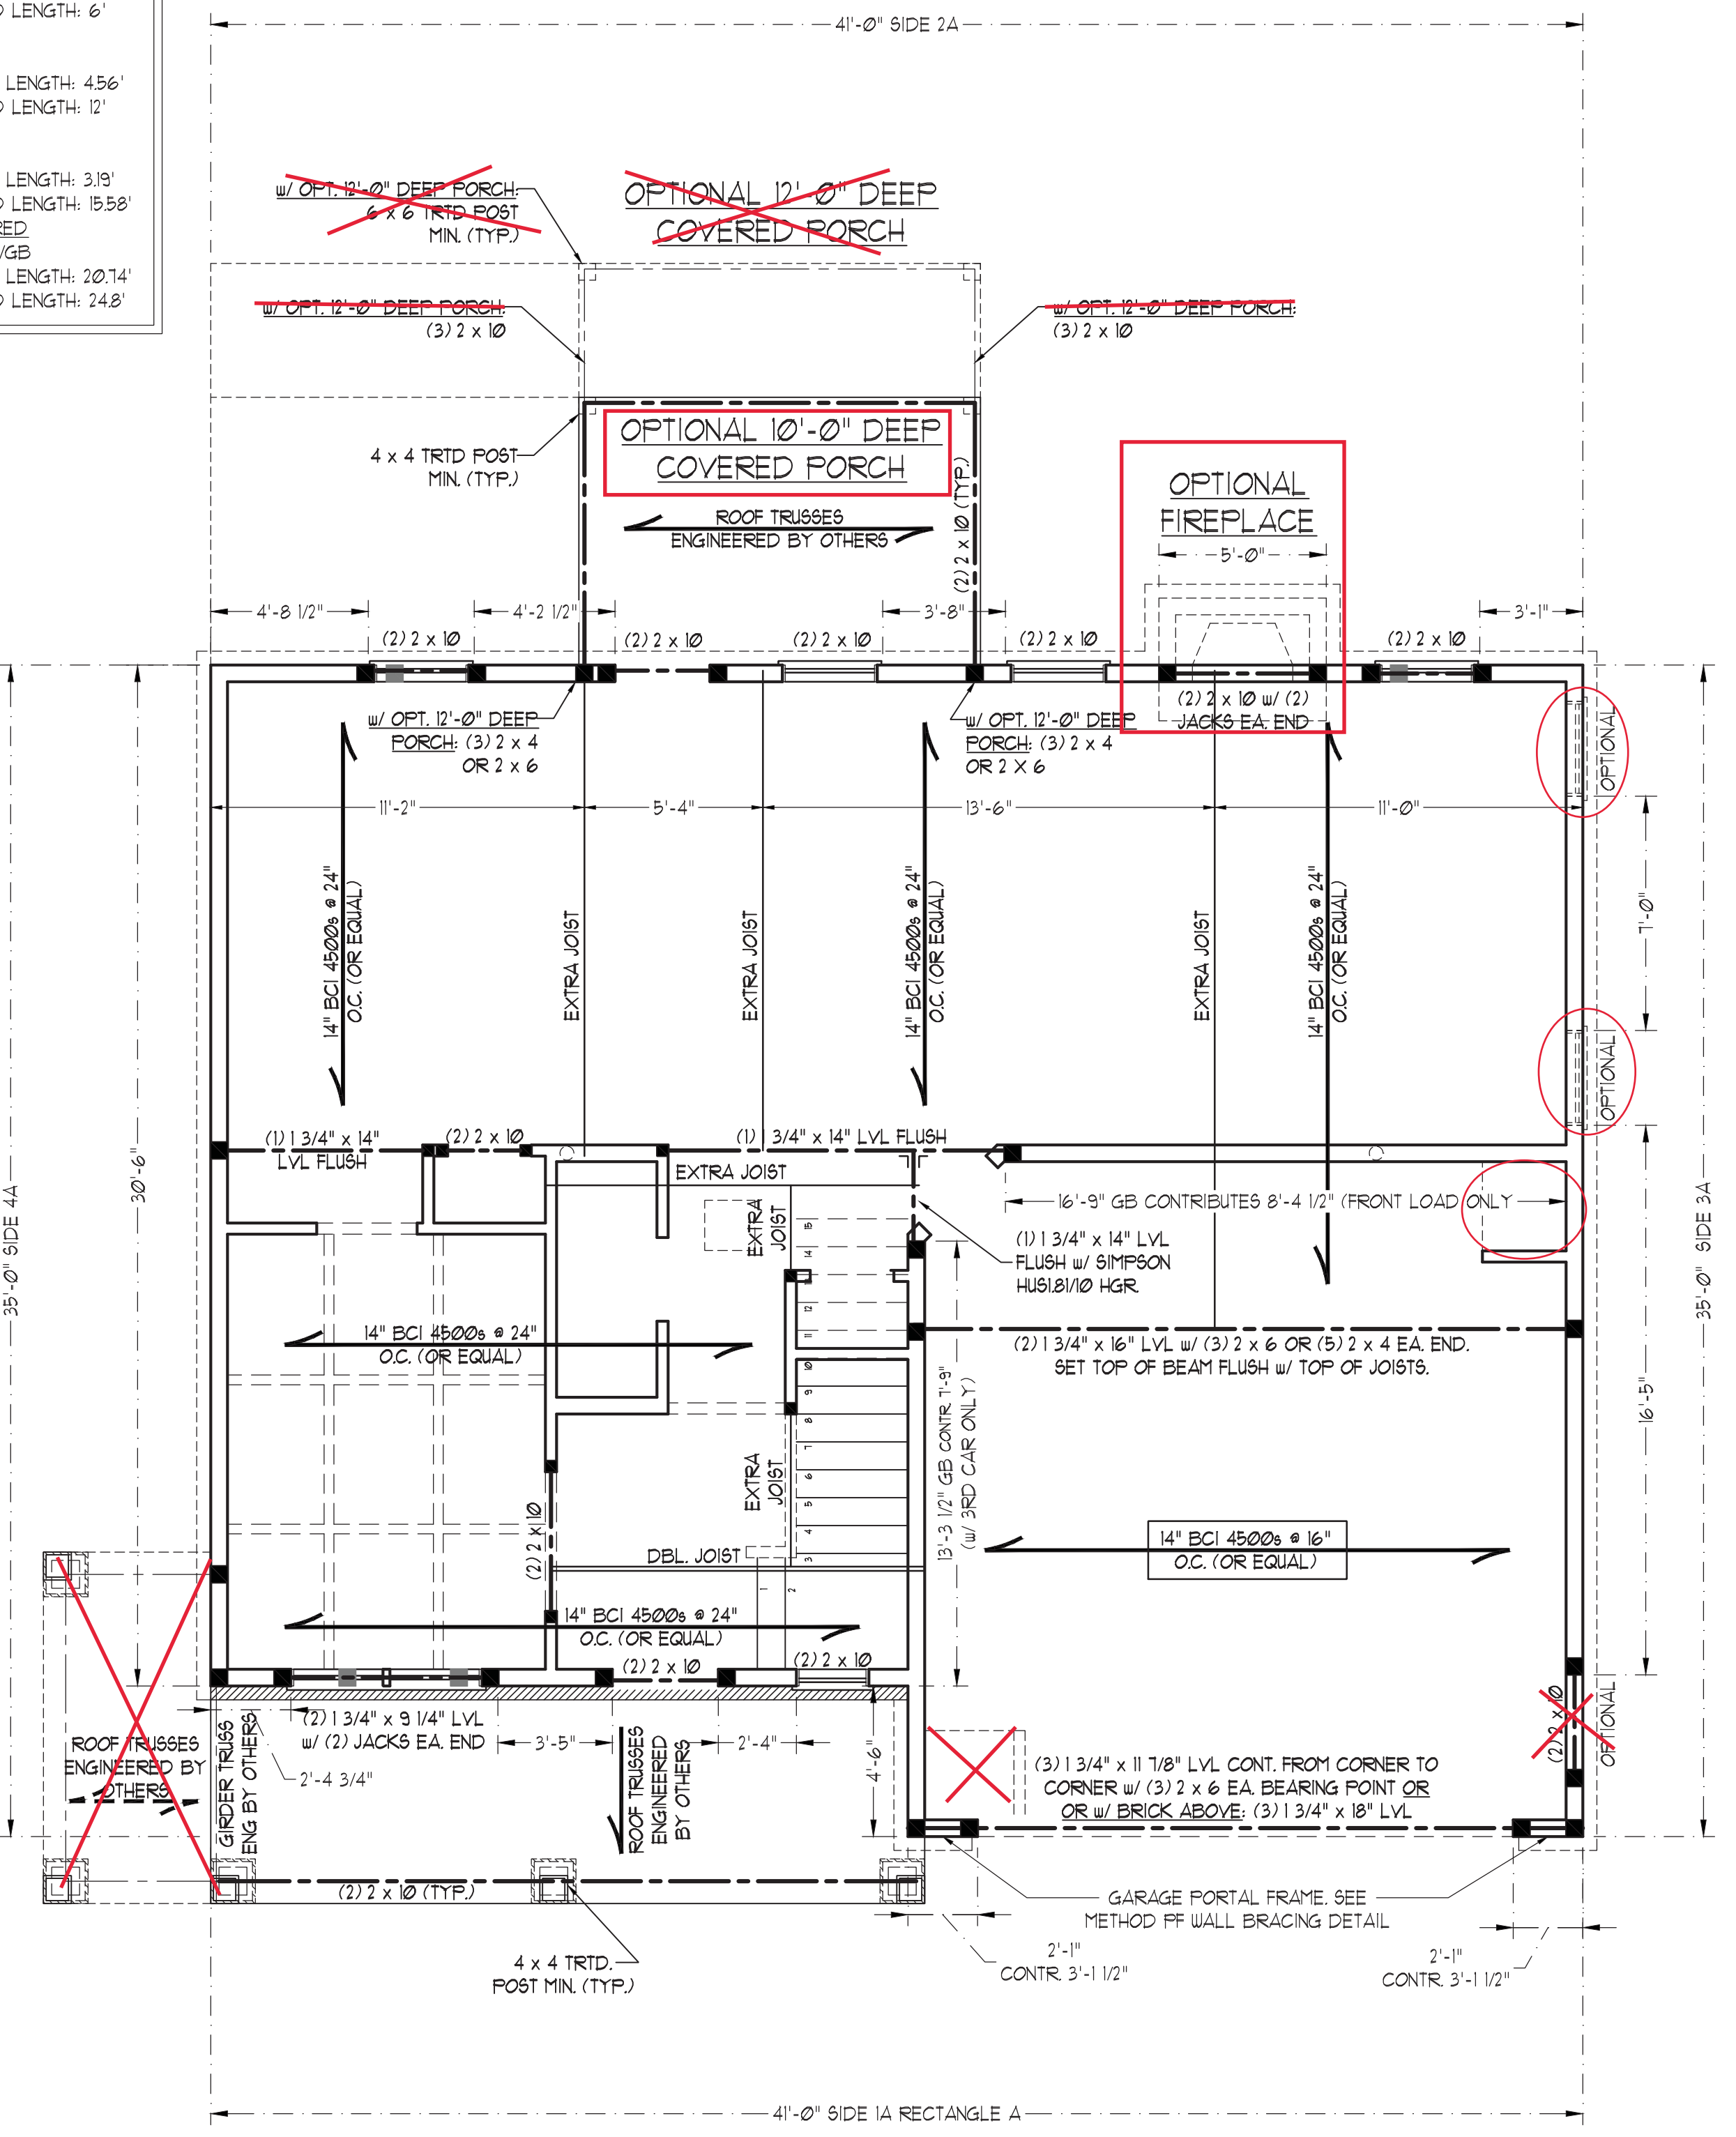 D LENGTH: 6'
LENGTH: 4.56'
D LENGTH: 12'
LENGTH: 3.19'
D LENGTH: 15.58'
RED
/GB
LENGTH: 20.74'
D LENGTH: 24.8'
41'-0" SIDE 2A
w/ OPT. 12'-0" DEEP PORCH:
6 x 6 TRTD POST
MIN. (TYP.)
OPTIONAL 12'-0" DEEP
COVERED PORCH
w/ OPT. 12'-0" DEEP PORCH:
(3) 2 x 10
w/ OPT. 12'-0" DEEP PORCH:
(3) 2 x 10
4 x 4 TRTD POST
MIN. (TYP.)
OPTIONAL 10'-0" DEEP
COVERED PORCH
ROOF TRUSSES
ENGINEERED BY OTHERS
(2) 2 x 10 (TYP.)
OPTIONAL
FIREPLACE
5'-0"
4'-8 1/2"
4'-2 1/2"
3'-8"
3'-1"
(2) 2 x 10
(2) 2 x 10
(2) 2 x 10
(2) 2 x 10
(2) 2 x 10
w/ OPT. 12'-0" DEEP
PORCH: (3) 2 x 4
OR 2 x 6
w/ OPT. 12'-0" DEEP
PORCH: (3) 2 x 4
OR 2 X 6
(2) 2 x 10 w/ (2)
JACKS EA. END
OPTIONAL
11'-2"
5'-4"
13'-6"
11'-0"
14" BCI 4500s @ 24"
O.C. (OR EQUAL)
EXTRA JOIST
EXTRA JOIST
14" BCI 4500s @ 24"
O.C. (OR EQUAL)
EXTRA JOIST
14" BCI 4500s @ 24"
O.C. (OR EQUAL)
7'-0"
OPTIONAL
35'-0" SIDE 4A
30'-6"
35'-0" SIDE 3A
(1) 1 3/4" x 14"
LVL FLUSH
(2) 2 x 10
(1) 1 3/4" x 14" LVL FLUSH
EXTRA JOIST
EXTRA
JOIST
16'-9" GB CONTRIBUTES 8'-4 1/2" (FRONT LOAD ONLY
(1) 1 3/4" x 14" LVL
FLUSH w/ SIMPSON
HUS1.81/10 HGR.
15
14
13
12
11
10
9
8
7
6
5
4
3
2
1
14" BCI 4500s @ 24"
O.C. (OR EQUAL)
(2) 1 3/4" x 16" LVL w/ (3) 2 x 6 OR (5) 2 x 4 EA. END.
SET TOP OF BEAM FLUSH w/ TOP OF JOISTS.
13'-3 1/2" GB CONTR. 7'-9"
(w/ 3RD CAR ONLY)
16'-5"
EXTRA
JOIST
(2) 2 x 10
DBL. JOIST
14" BCI 4500s @ 16"
O.C. (OR EQUAL)
14" BCI 4500s @ 24"
O.C. (OR EQUAL)
(2) 2 x 10
(2) 2 x 10
(2) 2 x 10
OPTIONAL
ROOF TRUSSES
ENGINEERED BY
OTHERS
GIRDER TRUSS
ENG BY OTHERS
(2) 1 3/4" x 9 1/4" LVL
w/ (2) JACKS EA. END
2'-4 3/4"
3'-5"
ROOF TRUSSES
ENGINEERED
BY OTHERS
2'-4"
4'-6"
(3) 1 3/4" x 11 7/8" LVL CONT. FROM CORNER TO
CORNER w/ (3) 2 x 6 EA. BEARING POINT OR
OR w/ BRICK ABOVE: (3) 1 3/4" x 18" LVL
(2) 2 x 10 (TYP.)
GARAGE PORTAL FRAME. SEE
METHOD PF WALL BRACING DETAIL
4 x 4 TRTD.
POST MIN. (TYP.)
2'-1"
CONTR. 3'-1 1/2"
2'-1"
CONTR. 3'-1 1/2"
41'-0" SIDE 1A RECTANGLE A